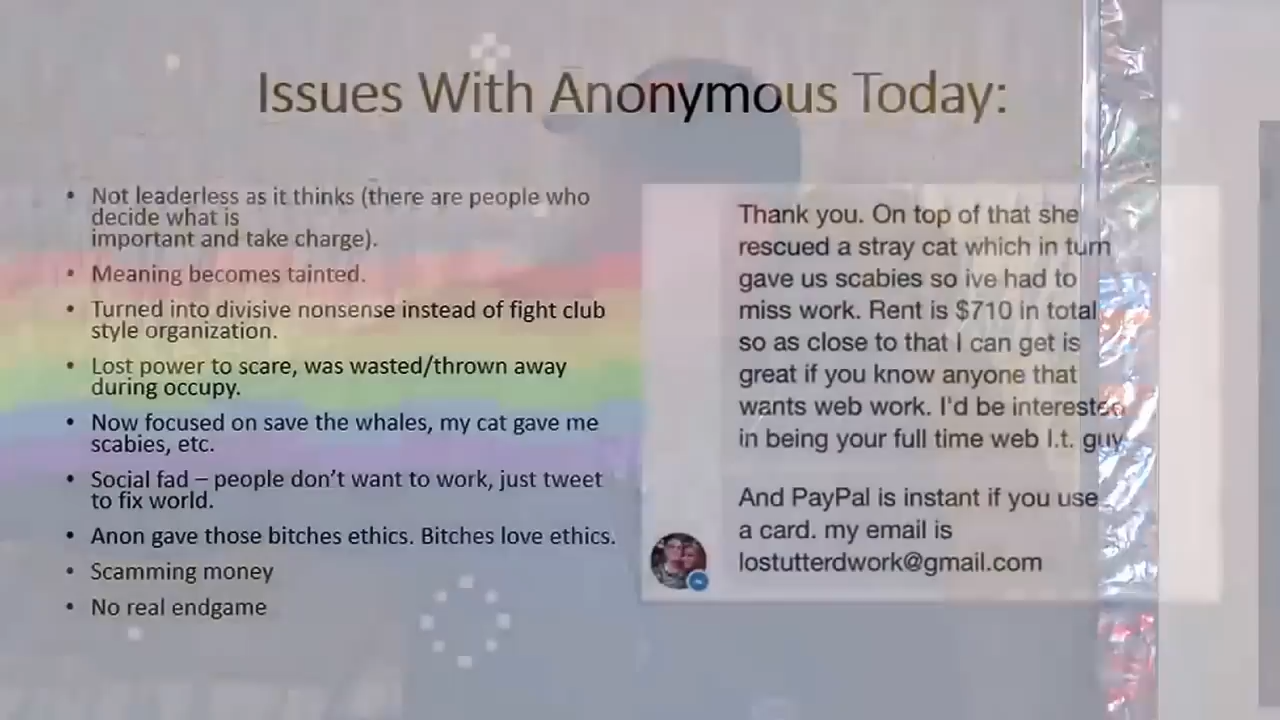 Issues With Anonymous Today:
• Not leaderless as it thinks (there are people who
decide what is
important and take charge).
• Meaning becomes tainted.
• Turned into divisive nonsense instead of fight club
style organization.
• Lost power to scare, was wasted/thrown away
during occupy.
• Now focused on save the whales, my cat gave me
scabies, etc.
• Social fad – people don't want to work, just tweet
to fix world.
• Anon gave those bitches ethics. Bitches love ethics.
• Scamming money
• No real endgame
Thank you. On top of that she
rescued a stray cat which in turn
gave us scabies so ive had to
miss work. Rent is $710 in total
so as close to that I can get is
great if you know anyone that
wants web work. I'd be interested
in being your full time web I.t. guy
And PayPal is instant if you use
a card. my email is
lostutterdwork@gmail.com